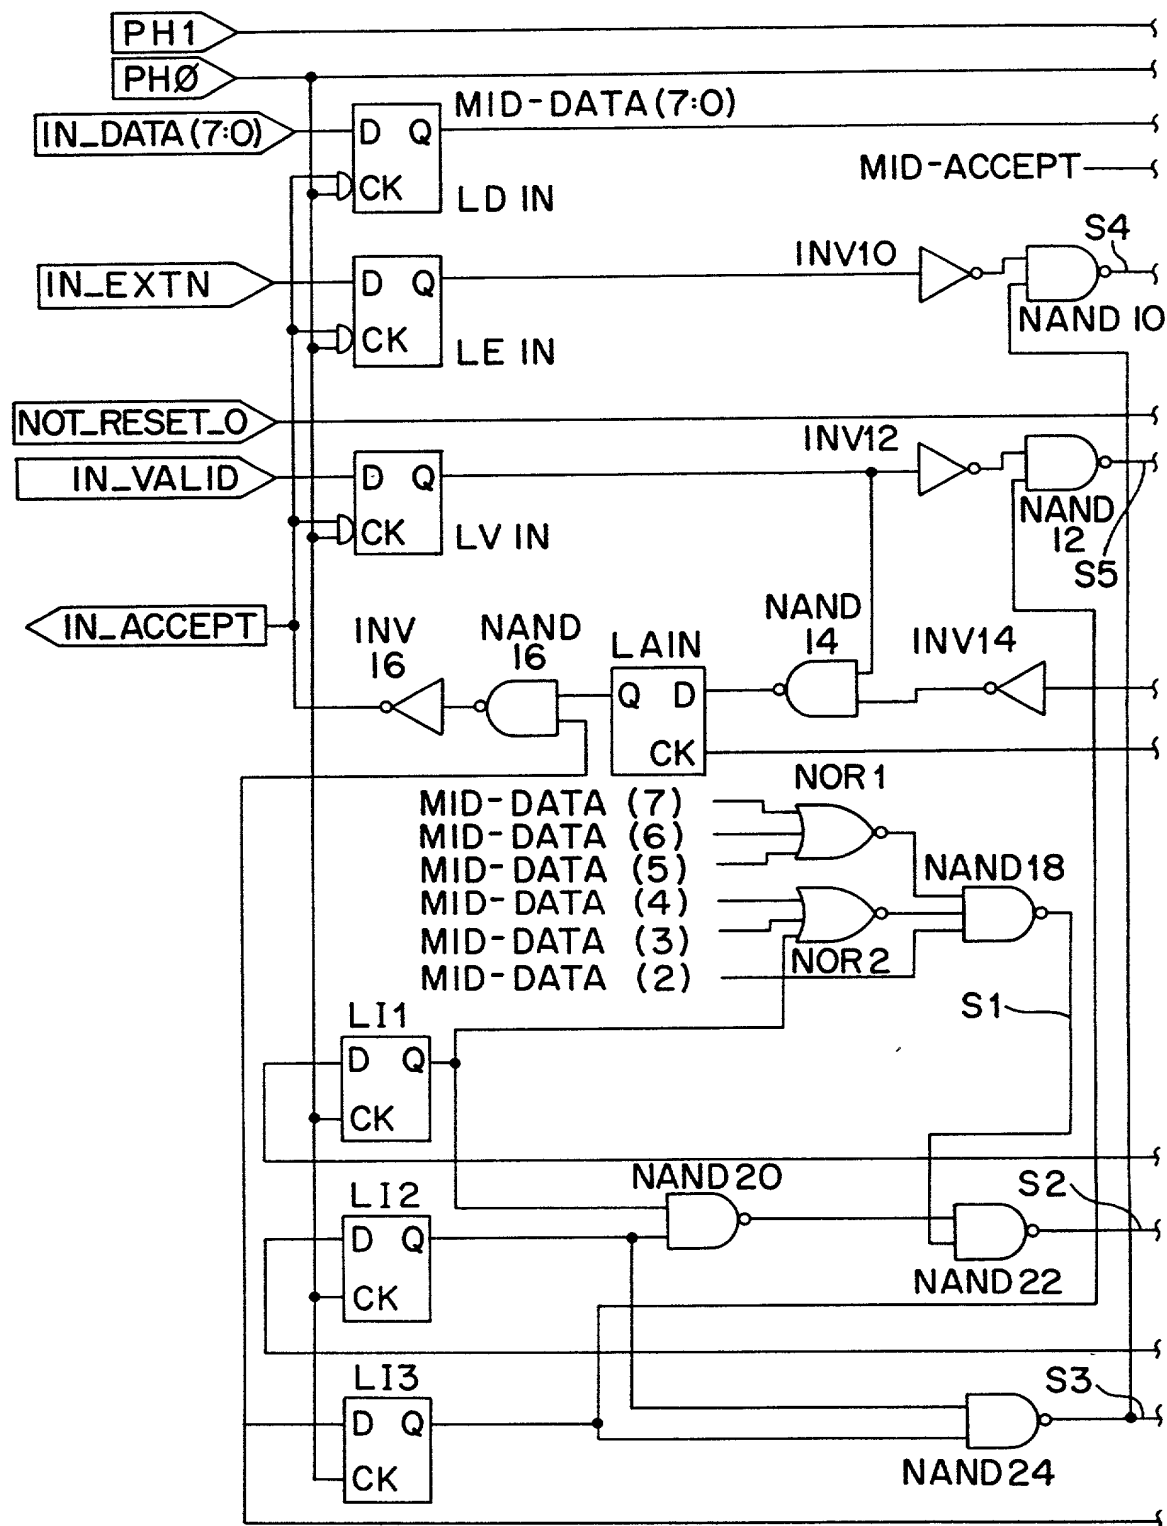 PH1
PHØ
IN_DATA(7:0)
D Q
CK
MID-DATA(7:0)
LD IN
MID-ACCEPT
S4
IN_EXTN
D Q
CK
LE IN
INV10
NAND 10
NOT_RESET_0
IN_VALID
D Q
CK
LV IN
INV12
NAND
12
S5
IN_ACCEPT
INV
16
NAND
16
LAIN
Q D
CK
NAND
14
INV14
NOR1
MID-DATA (7)
MID-DATA (6)
MID-DATA (5)
MID-DATA (4)
MID-DATA (3)
MID-DATA (2)
NAND18
NOR2
S1
LI1
D Q
CK
NAND20
LI2
D Q
CK
S2
NAND22
LI3
D Q
CK
S3
NAND24